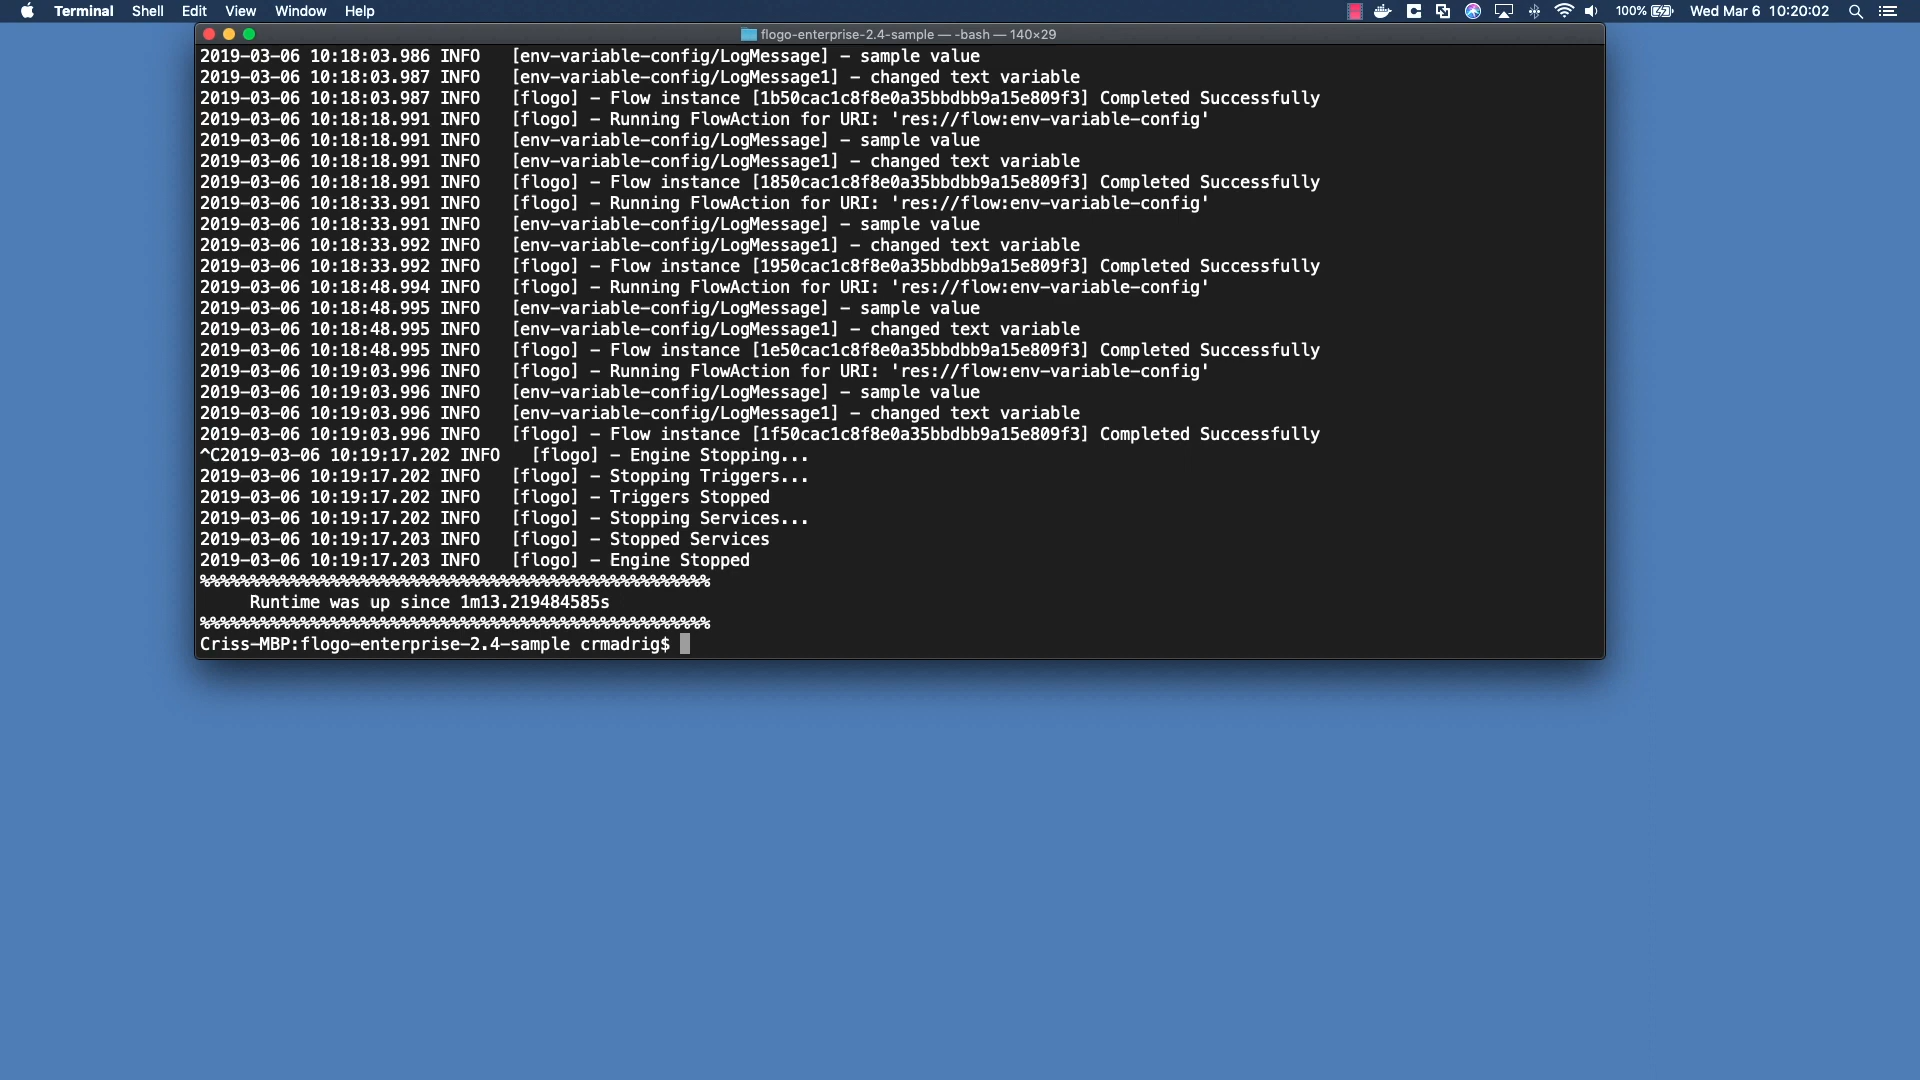 Terminal Shell Edit View Window Help 100% Wed Mar 6 10:20:02
flogo-enterprise-2.4-sample — -bash — 140×29
2019-03-06 10:18:03.986 INFO [env-variable-config/LogMessage] - sample value
2019-03-06 10:18:03.987 INFO [env-variable-config/LogMessage1] - changed text variable
2019-03-06 10:18:03.987 INFO [flogo] - Flow instance [1b50cac1c8f8e0a35bbdbb9a15e809f3] Completed Successfully
2019-03-06 10:18:18.991 INFO [flogo] - Running FlowAction for URI: 'res://flow:env-variable-config'
2019-03-06 10:18:18.991 INFO [env-variable-config/LogMessage] - sample value
2019-03-06 10:18:18.991 INFO [env-variable-config/LogMessage1] - changed text variable
2019-03-06 10:18:18.991 INFO [flogo] - Flow instance [1850cac1c8f8e0a35bbdbb9a15e809f3] Completed Successfully
2019-03-06 10:18:33.991 INFO [flogo] - Running FlowAction for URI: 'res://flow:env-variable-config'
2019-03-06 10:18:33.991 INFO [env-variable-config/LogMessage] - sample value
2019-03-06 10:18:33.992 INFO [env-variable-config/LogMessage1] - changed text variable
2019-03-06 10:18:33.992 INFO [flogo] - Flow instance [1950cac1c8f8e0a35bbdbb9a15e809f3] Completed Successfully
2019-03-06 10:18:48.994 INFO [flogo] - Running FlowAction for URI: 'res://flow:env-variable-config'
2019-03-06 10:18:48.995 INFO [env-variable-config/LogMessage] - sample value
2019-03-06 10:18:48.995 INFO [env-variable-config/LogMessage1] - changed text variable
2019-03-06 10:18:48.995 INFO [flogo] - Flow instance [1e50cac1c8f8e0a35bbdbb9a15e809f3] Completed Successfully
2019-03-06 10:19:03.996 INFO [flogo] - Running FlowAction for URI: 'res://flow:env-variable-config'
2019-03-06 10:19:03.996 INFO [env-variable-config/LogMessage] - sample value
2019-03-06 10:19:03.996 INFO [env-variable-config/LogMessage1] - changed text variable
2019-03-06 10:19:03.996 INFO [flogo] - Flow instance [1f50cac1c8f8e0a35bbdbb9a15e809f3] Completed Successfully
^C2019-03-06 10:19:17.202 INFO [flogo] - Engine Stopping...
2019-03-06 10:19:17.202 INFO [flogo] - Stopping Triggers...
2019-03-06 10:19:17.202 INFO [flogo] - Triggers Stopped
2019-03-06 10:19:17.202 INFO [flogo] - Stopping Services...
2019-03-06 10:19:17.203 INFO [flogo] - Stopped Services
2019-03-06 10:19:17.203 INFO [flogo] - Engine Stopped
%%%%%%%%%%%%%%%%%%%%%%%%%%%%%%%%%%%%%%%%%%%%%%%%%%%
Runtime was up since 1m13.219484585s
%%%%%%%%%%%%%%%%%%%%%%%%%%%%%%%%%%%%%%%%%%%%%%%%%%%
Criss-MBP:flogo-enterprise-2.4-sample crmadrig$